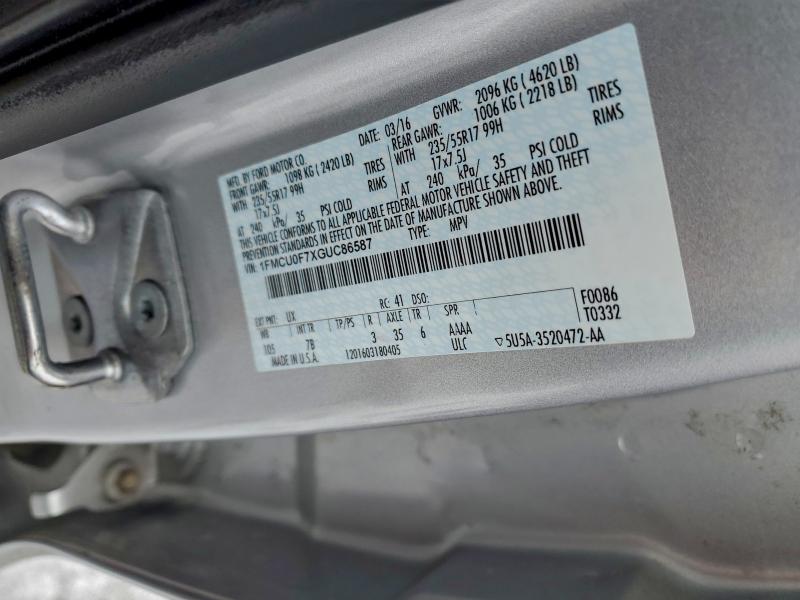 MFD. BY FORD MOTOR CO.
DATE: 03/16 GVWR: 2096 KG ( 4620 LB)
FRONT GAWR: 1098 KG ( 2420 LB) REAR GAWR: 1006 KG ( 2218 LB)
WITH 235/55R17 99H TIRES WITH 235/55R17 99H TIRES
17x7.5J RIMS 17x7.5J RIMS
AT 240 kPa/ 35 PSI COLD AT 240 kPa/ 35 PSI COLD
THIS VEHICLE CONFORMS TO ALL APPLICABLE FEDERAL MOTOR VEHICLE SAFETY AND THEFT
PREVENTION STANDARDS IN EFFECT ON THE DATE OF MANUFACTURE SHOWN ABOVE.
VIN: 1FMCU0F7XGUC86587 TYPE: MPV
EXT PNT: UX RC: 41 DSO: F0086
WB INT TR TP/PS R AXLE TR SPR T0332
105 7B 3 35 6 AAAA
MADE IN U.S.A. 1201603180405 ULC ▽5U5A-3520472-AA